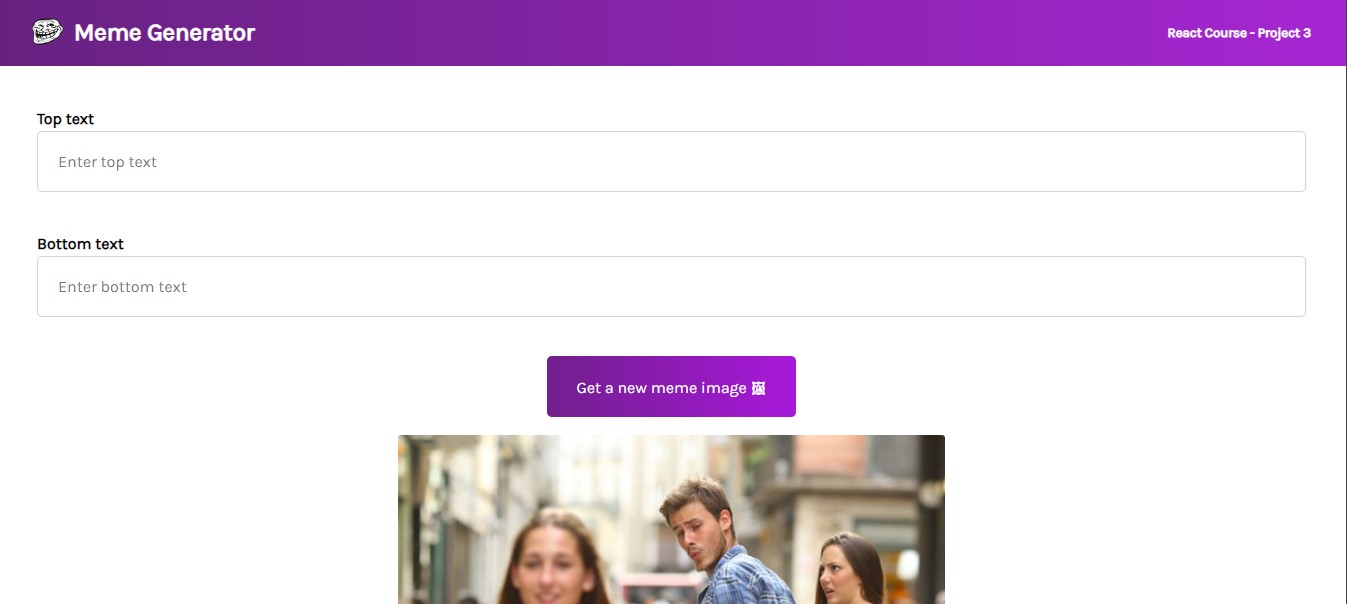 Meme Generator
React Course - Project 3
Top text
Enter top text
Bottom text
Enter bottom text
Get a new meme image 🖼